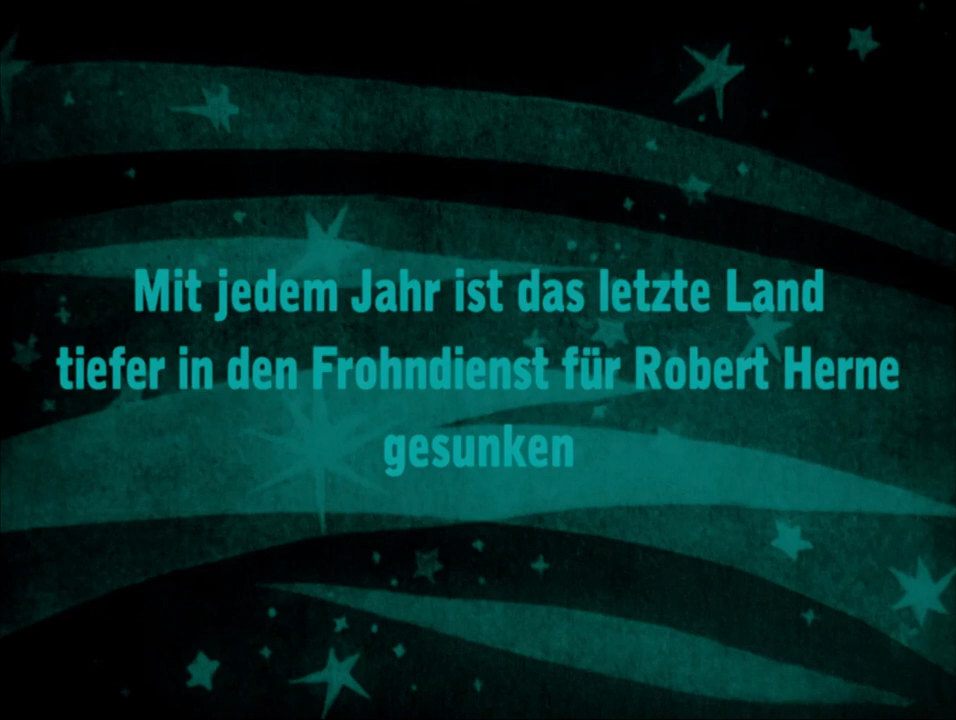 Mit jedem Jahr ist das letzte Land
tiefer in den Frohndienst für Robert Herne
gesunken